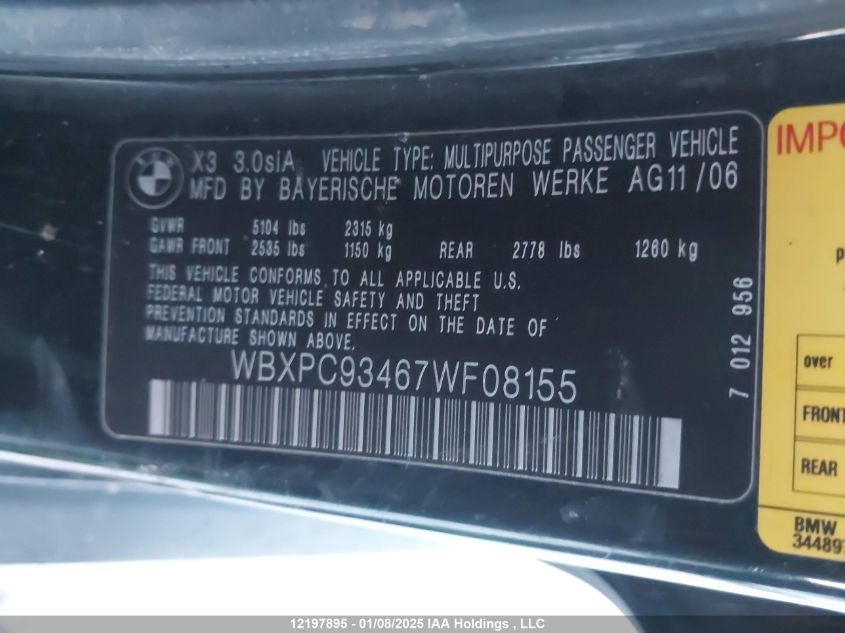 X3 3.0siA VEHICLE TYPE: MULTIPURPOSE PASSENGER VEHICLE
MFD BY BAYERISCHE MOTOREN WERKE AG 11/06
GVWR 5104 lbs 2315 kg
GAWR FRONT 2535 lbs 1150 kg REAR 2778 lbs 1260 kg
THIS VEHICLE CONFORMS TO ALL APPLICABLE U.S.
FEDERAL MOTOR VEHICLE SAFETY AND THEFT
PREVENTION STANDARDS IN EFFECT ON THE DATE OF
MANUFACTURE SHOWN ABOVE.
WBXPC93467WF08155
7 012 956
over
FRONT
REAR
BMW
12197895 - 01/08/2025 IAA Holdings , LLC